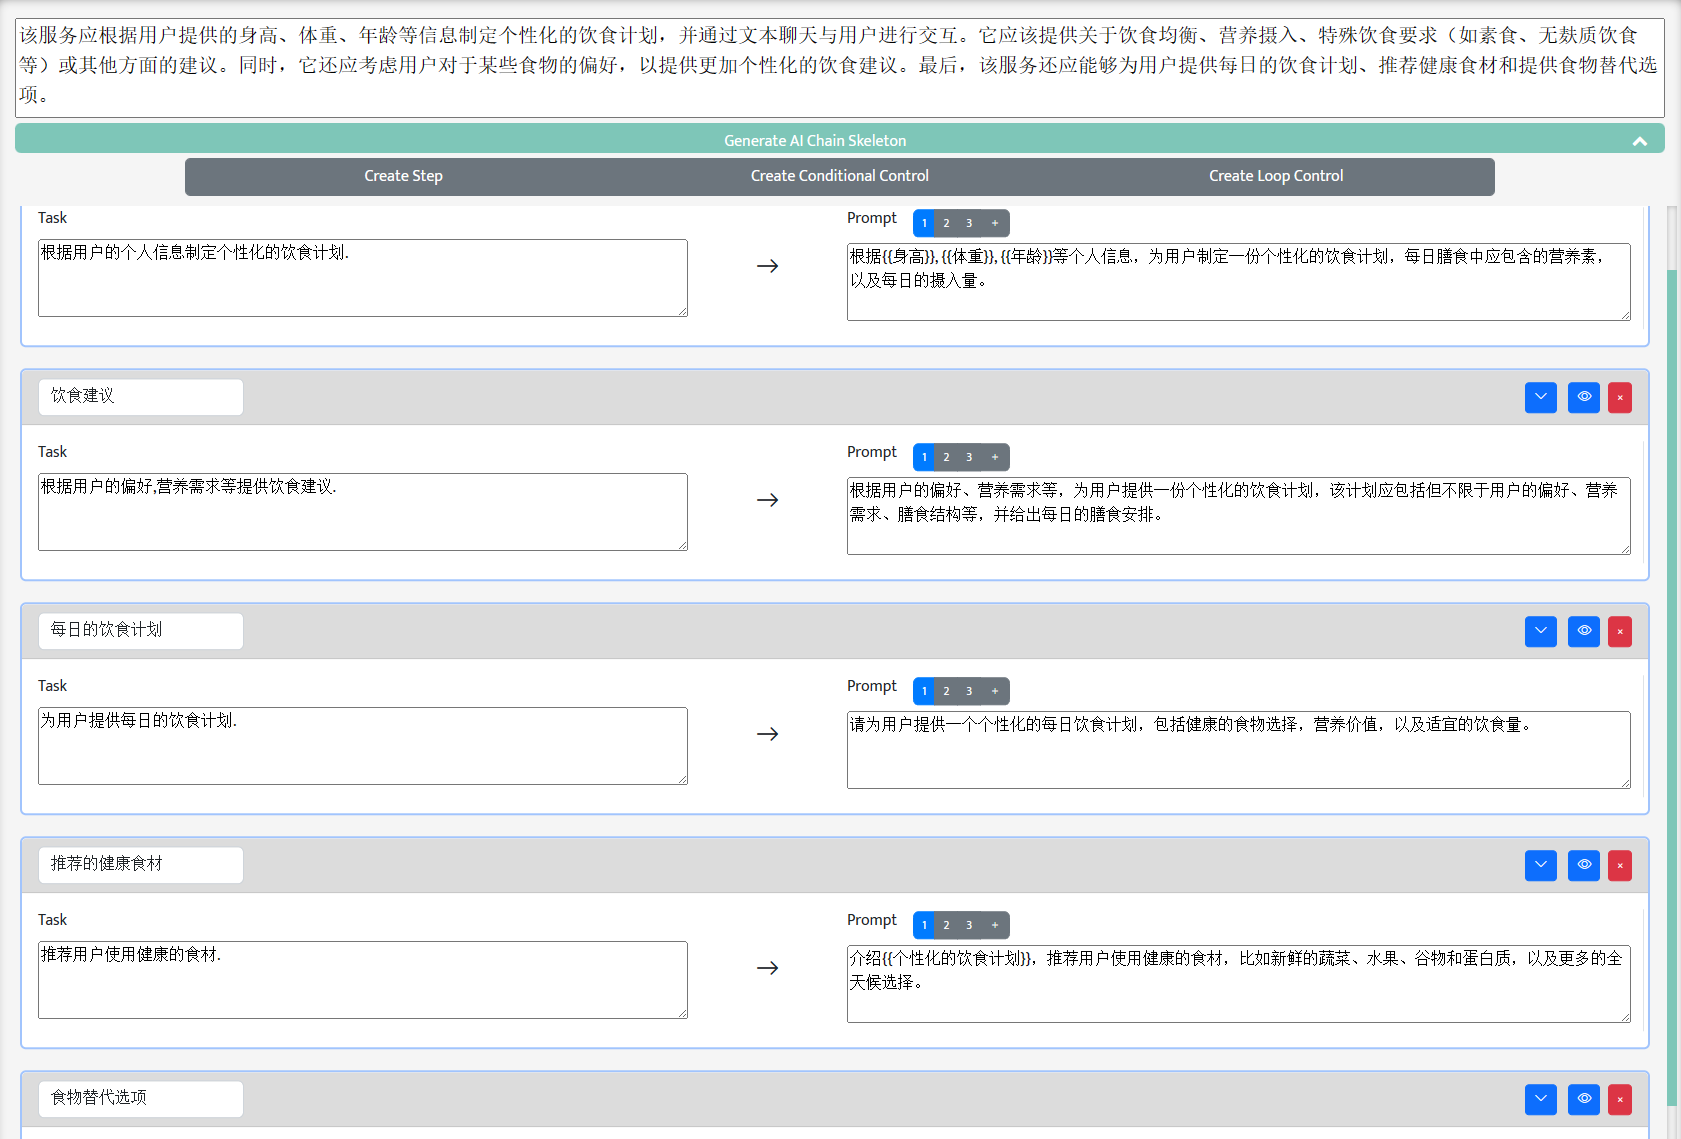 该服务应根据用户提供的身高、体重、年龄等信息制定个性化的饮食计划，并通过文本聊天与用户进行交互。它应该提供关于饮食均衡、营养摄入、特殊饮食要求（如素食、无麸质饮食
等）或其他方面的建议。同时，它还应考虑用户对于某些食物的偏好，以提供更加个性化的饮食建议。最后，该服务还应能够为用户提供每日的饮食计划、推荐健康食材和提供食物替代选
项。
Generate AI Chain Skeleton
Create Step Create Conditional Control Create Loop Control
Task
Prompt 1 2 3 +
根据用户的个人信息制定个性化的饮食计划.
根据{{身高}}, {{体重}}, {{年龄}}等个人信息，为用户制定一份个性化的饮食计划，每日膳食中应包含的营养素，
以及每日的摄入量。
饮食建议
Task
Prompt 1 2 3 +
根据用户的偏好,营养需求等提供饮食建议.
根据用户的偏好、营养需求等，为用户提供一份个性化的饮食计划，该计划应包括但不限于用户的偏好、营养
需求、膳食结构等，并给出每日的膳食安排。
每日的饮食计划
Task
Prompt 1 2 3 +
为用户提供每日的饮食计划.
请为用户提供一个个性化的每日饮食计划，包括健康的食物选择，营养价值，以及适宜的饮食量。
推荐的健康食材
Task
Prompt 1 2 3 +
推荐用户使用健康的食材.
介绍{{个性化的饮食计划}}，推荐用户使用健康的食材，比如新鲜的蔬菜、水果、谷物和蛋白质，以及更多的全
天候选择。
食物替代选项